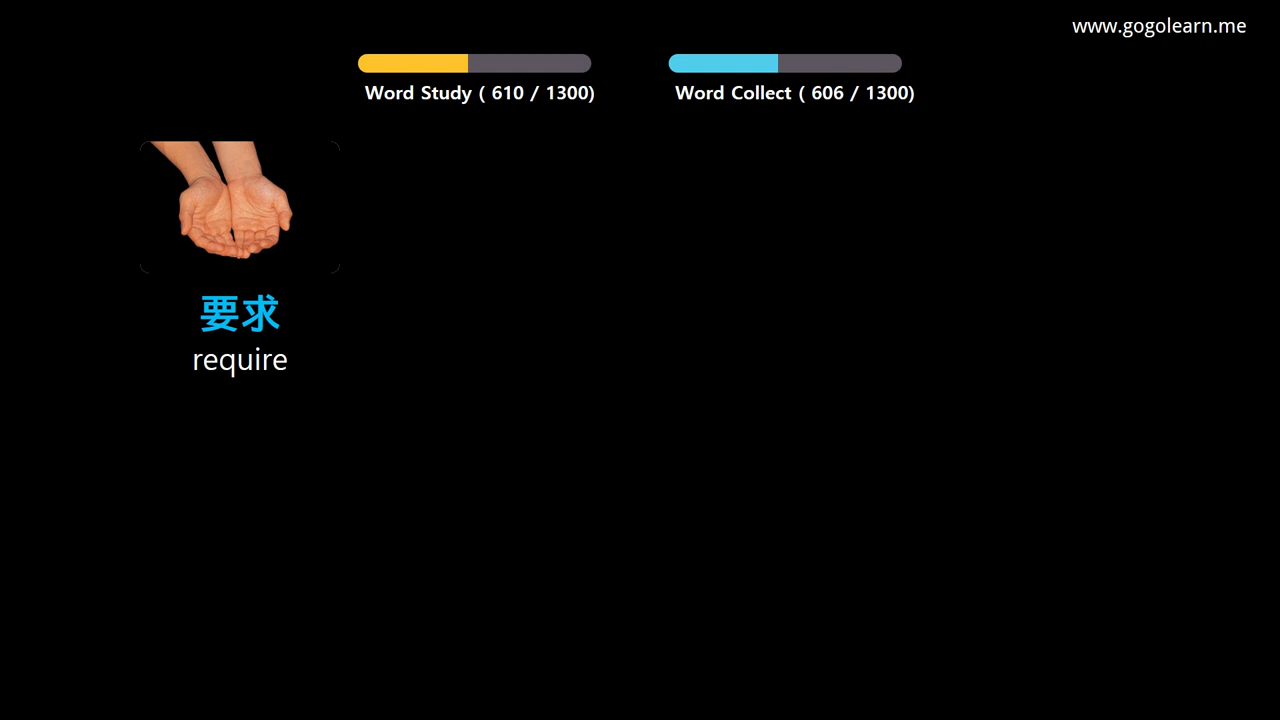 www.gogolearn.me
Word Study ( 610 / 1300)
Word Collect ( 606 / 1300)
要求
require